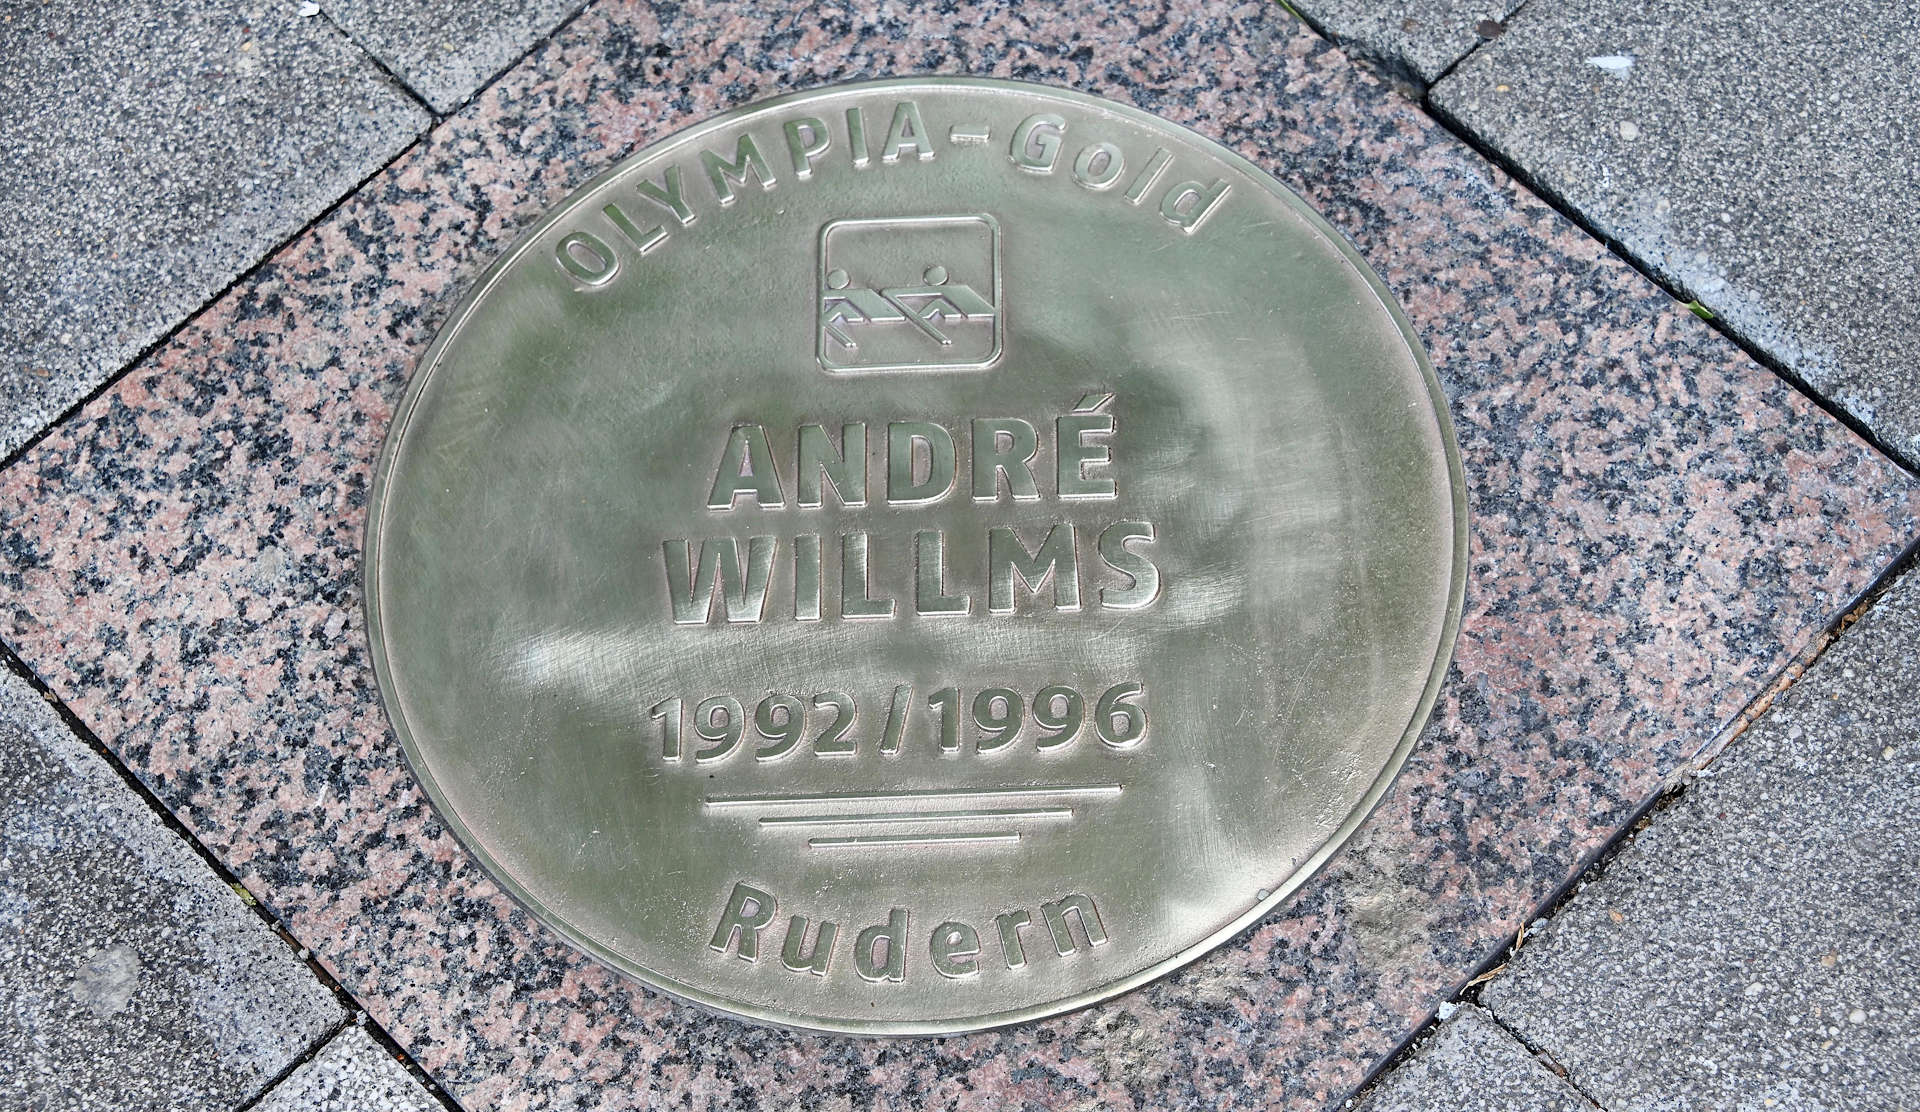 OLYMPIA-Gold
ANDRÉ
WILLMS
1992/1996
Rudern